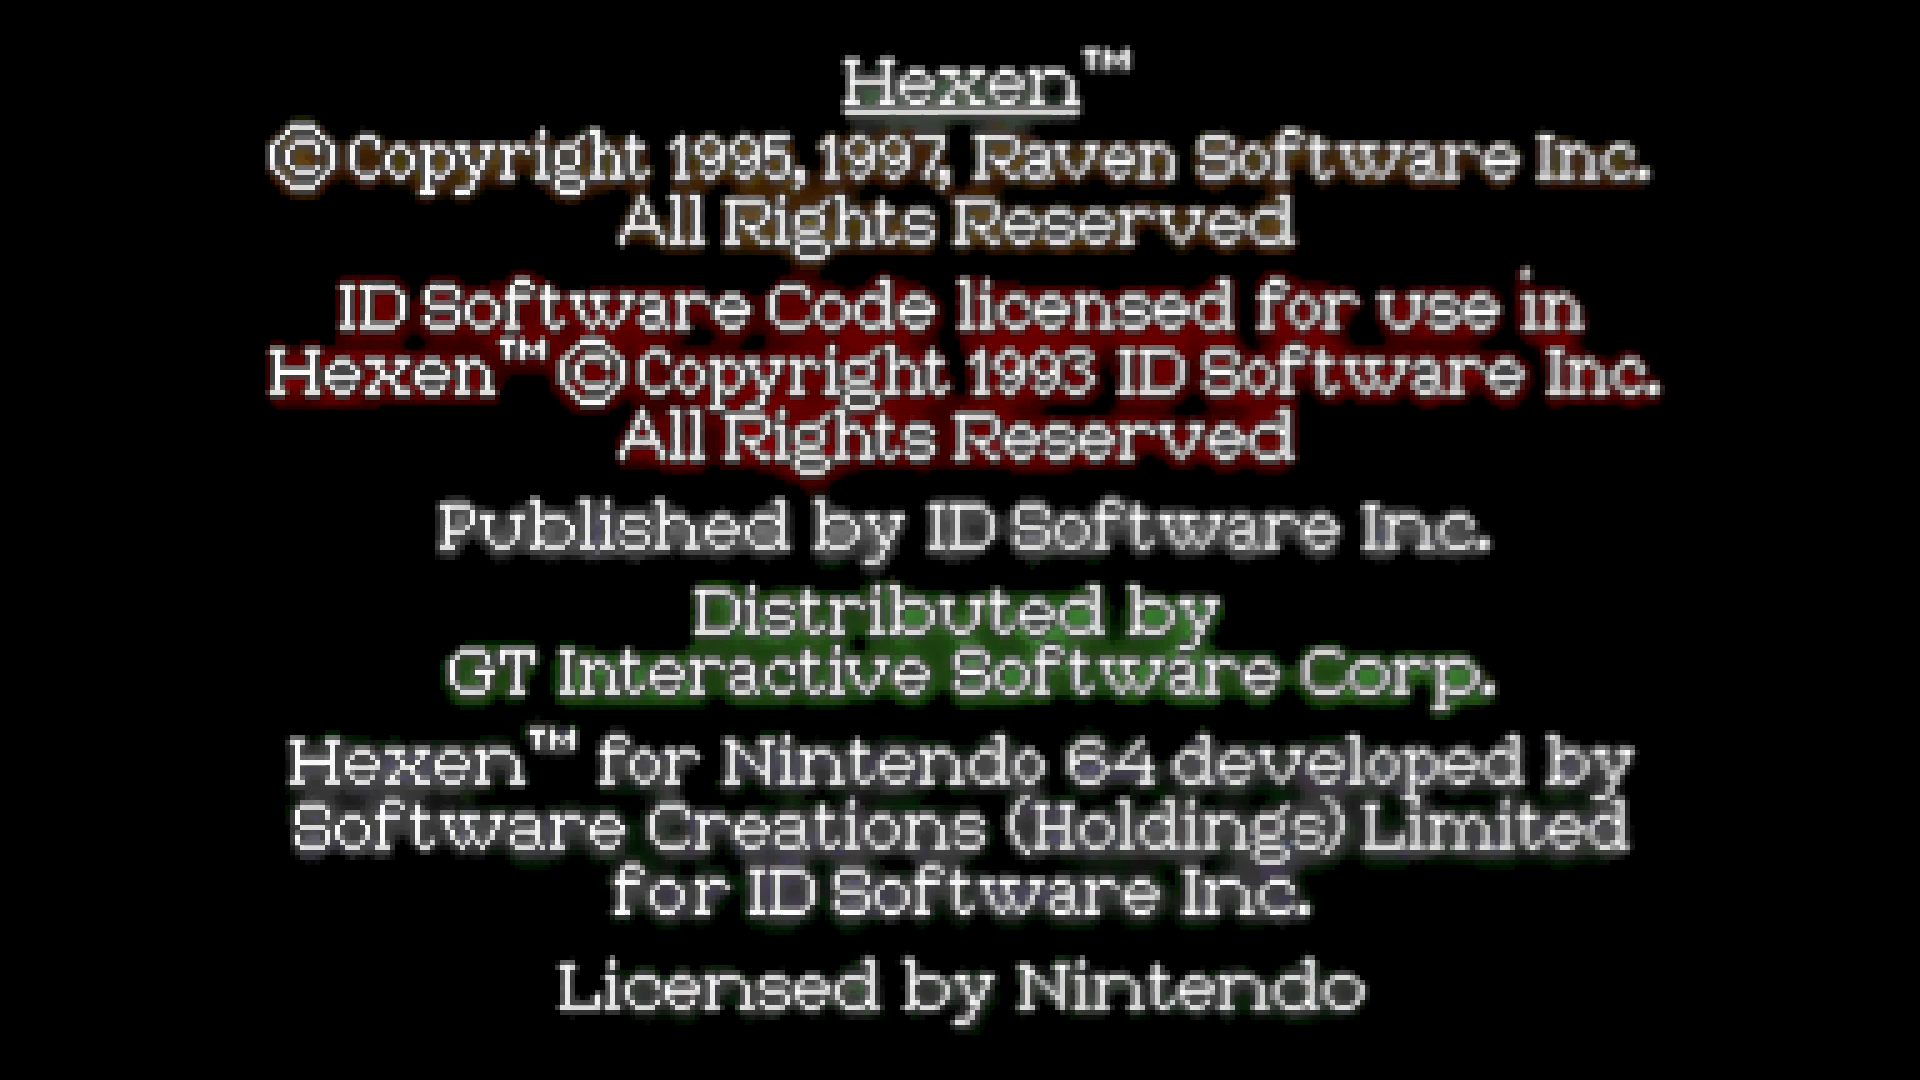 Hexen™
©Copyright 1995, 1997, Raven Software Inc.
All Rights Reserved
ID Software Code licensed for use in
Hexen™ ©Copyright 1993 ID Software Inc.
All Rights Reserved
Published by ID Software Inc.
Distributed by
GT Interactive Software Corp.
Hexen™ for Nintendo 64 developed by
Software Creations (Holdings) Limited
for ID Software Inc.
Licensed by Nintendo